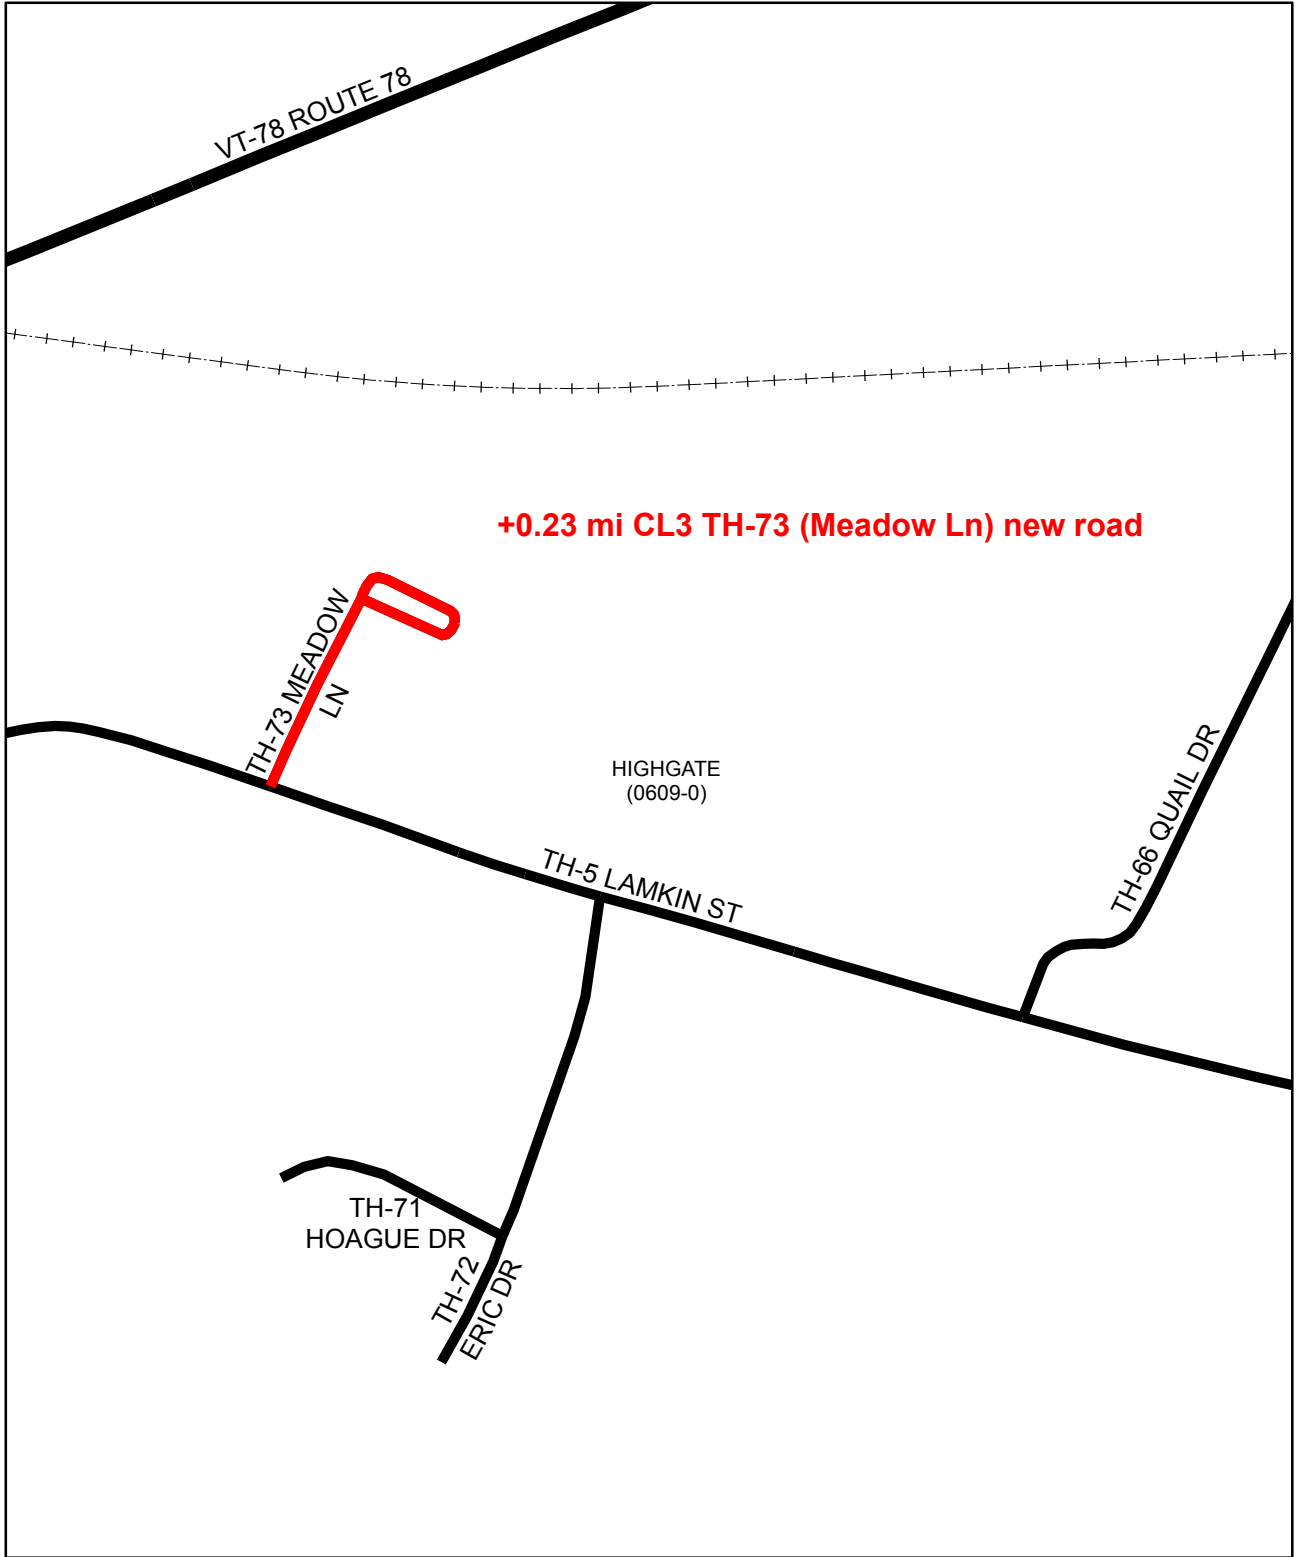 VT-78 ROUTE 78
+0.23 mi CL3 TH-73 (Meadow Ln) new road
TH-73 MEADOW
LN
HIGHGATE
(0609-0)
TH-66 QUAIL DR
TH-5 LAMKIN ST
TH-71
HOAGUE DR
TH-72
ERIC DR